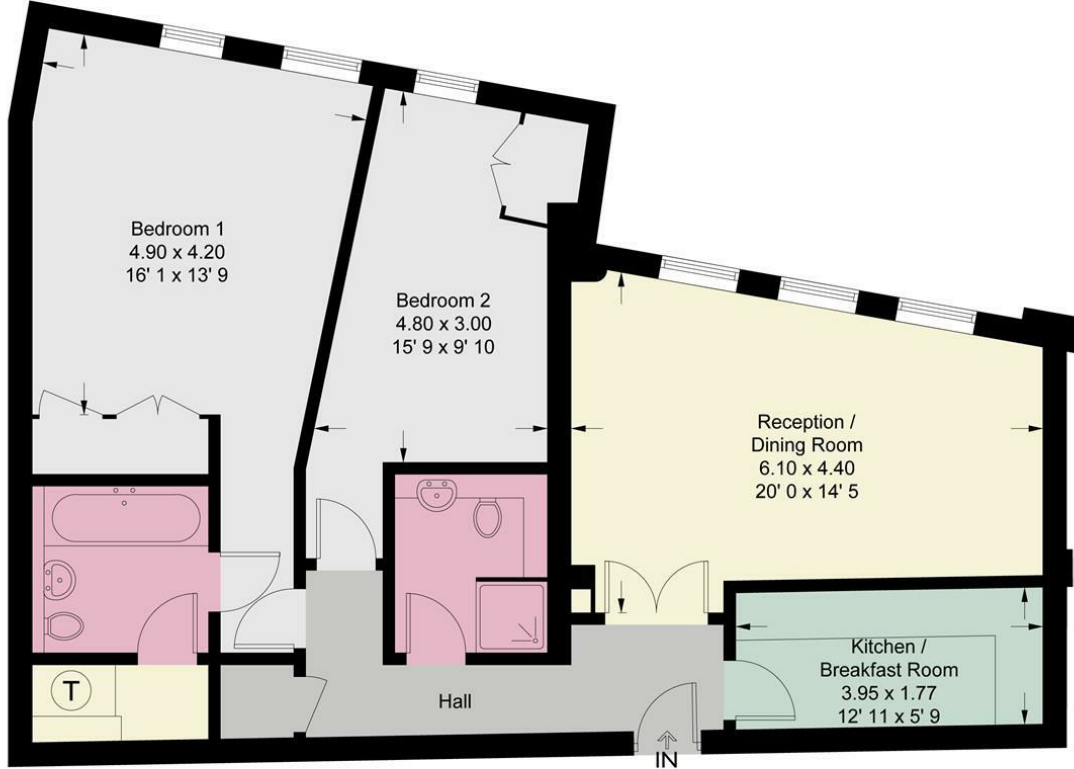 Bedroom 1
4.90 x 4.20
16' 1 x 13' 9
Bedroom 2
4.80 x 3.00
15' 9 x 9' 10
Reception /
Dining Room
6.10 x 4.40
20' 0 x 14' 5
Kitchen /
Breakfast Room
3.95 x 1.77
12' 11 x 5' 9
T
Hall
IN